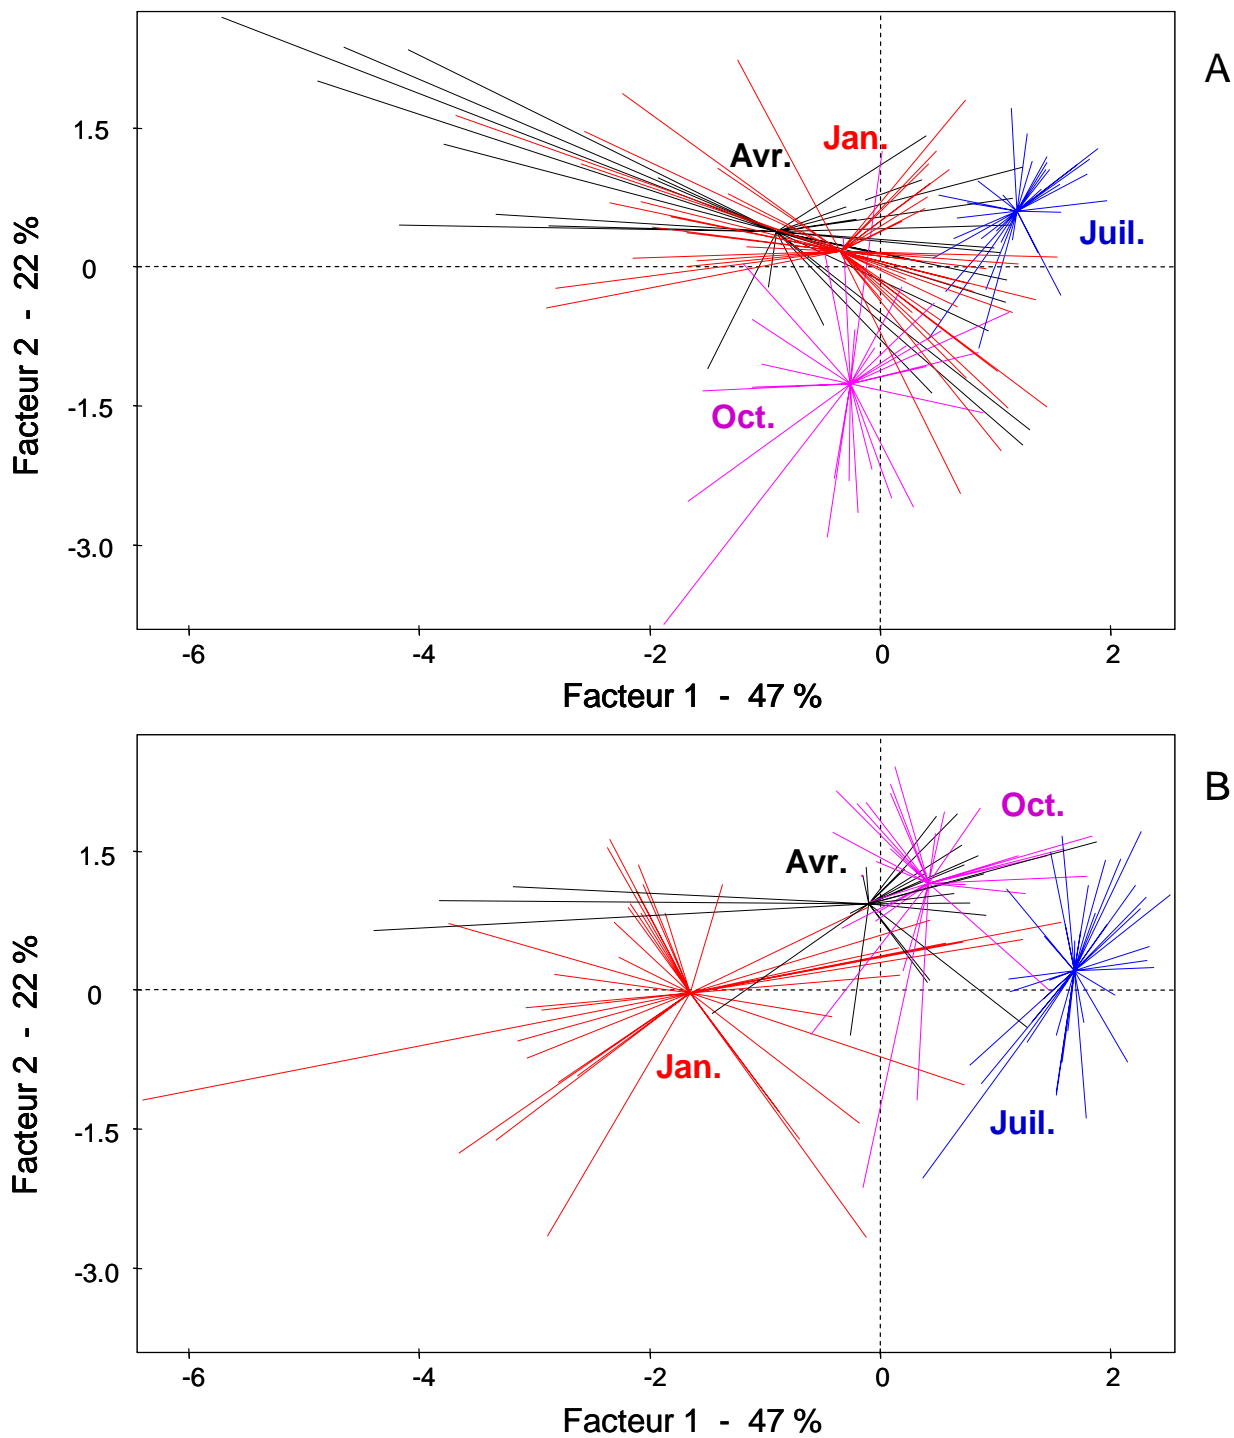 A
Jan.
Avr.
Juil.
Oct.
1.5
0
-1.5
-3.0
Facteur 2 - 22 %
-6 -4 -2 0 2
Facteur 1 - 47 %
B
Oct.
Avr.
Jan.
Juil.
1.5
0
-1.5
-3.0
Facteur 2 - 22 %
-6 -4 -2 0 2
Facteur 1 - 47 %